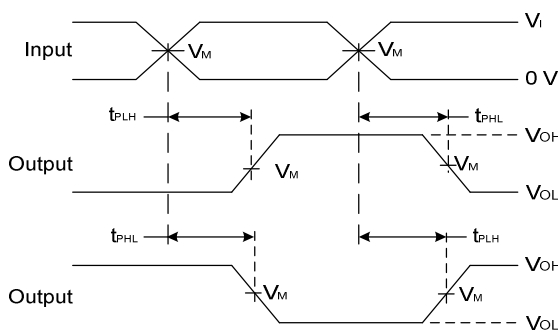 Input
VM
VM
VI
0 V
tPLH
tPHL
Output
VM
VM
VOH
VOL
tPHL
tPLH
Output
VM
VM
VOH
VOL